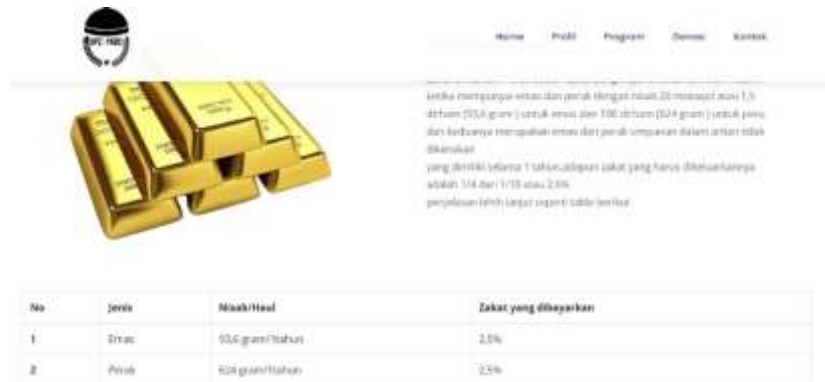 Home Profil Program Donasi Kontak
ketika mempunyai emas dan perak dengan nisab 20 mitsqal atau 1,5
dirham (93,6 gram ) untuk emas dan 100 dirham (624 gram ) untuk perak
dan keduanya merupakan emas dan perak simpanan dalam artian tidak
dikenakan
yang dimiliki selama 1 tahun,adapun zakat yang harus dikeluarkannya
adalah 1/4 dari 1/10 atau 2,5%
penjelasan lebih lanjut seperti table berikut
No Jenis Nisab/Haul Zakat yang dibayarkan
1 Emas 93,6 gram/1tahun 2,5%
2 Perak 624 gram/1tahun 2,5%